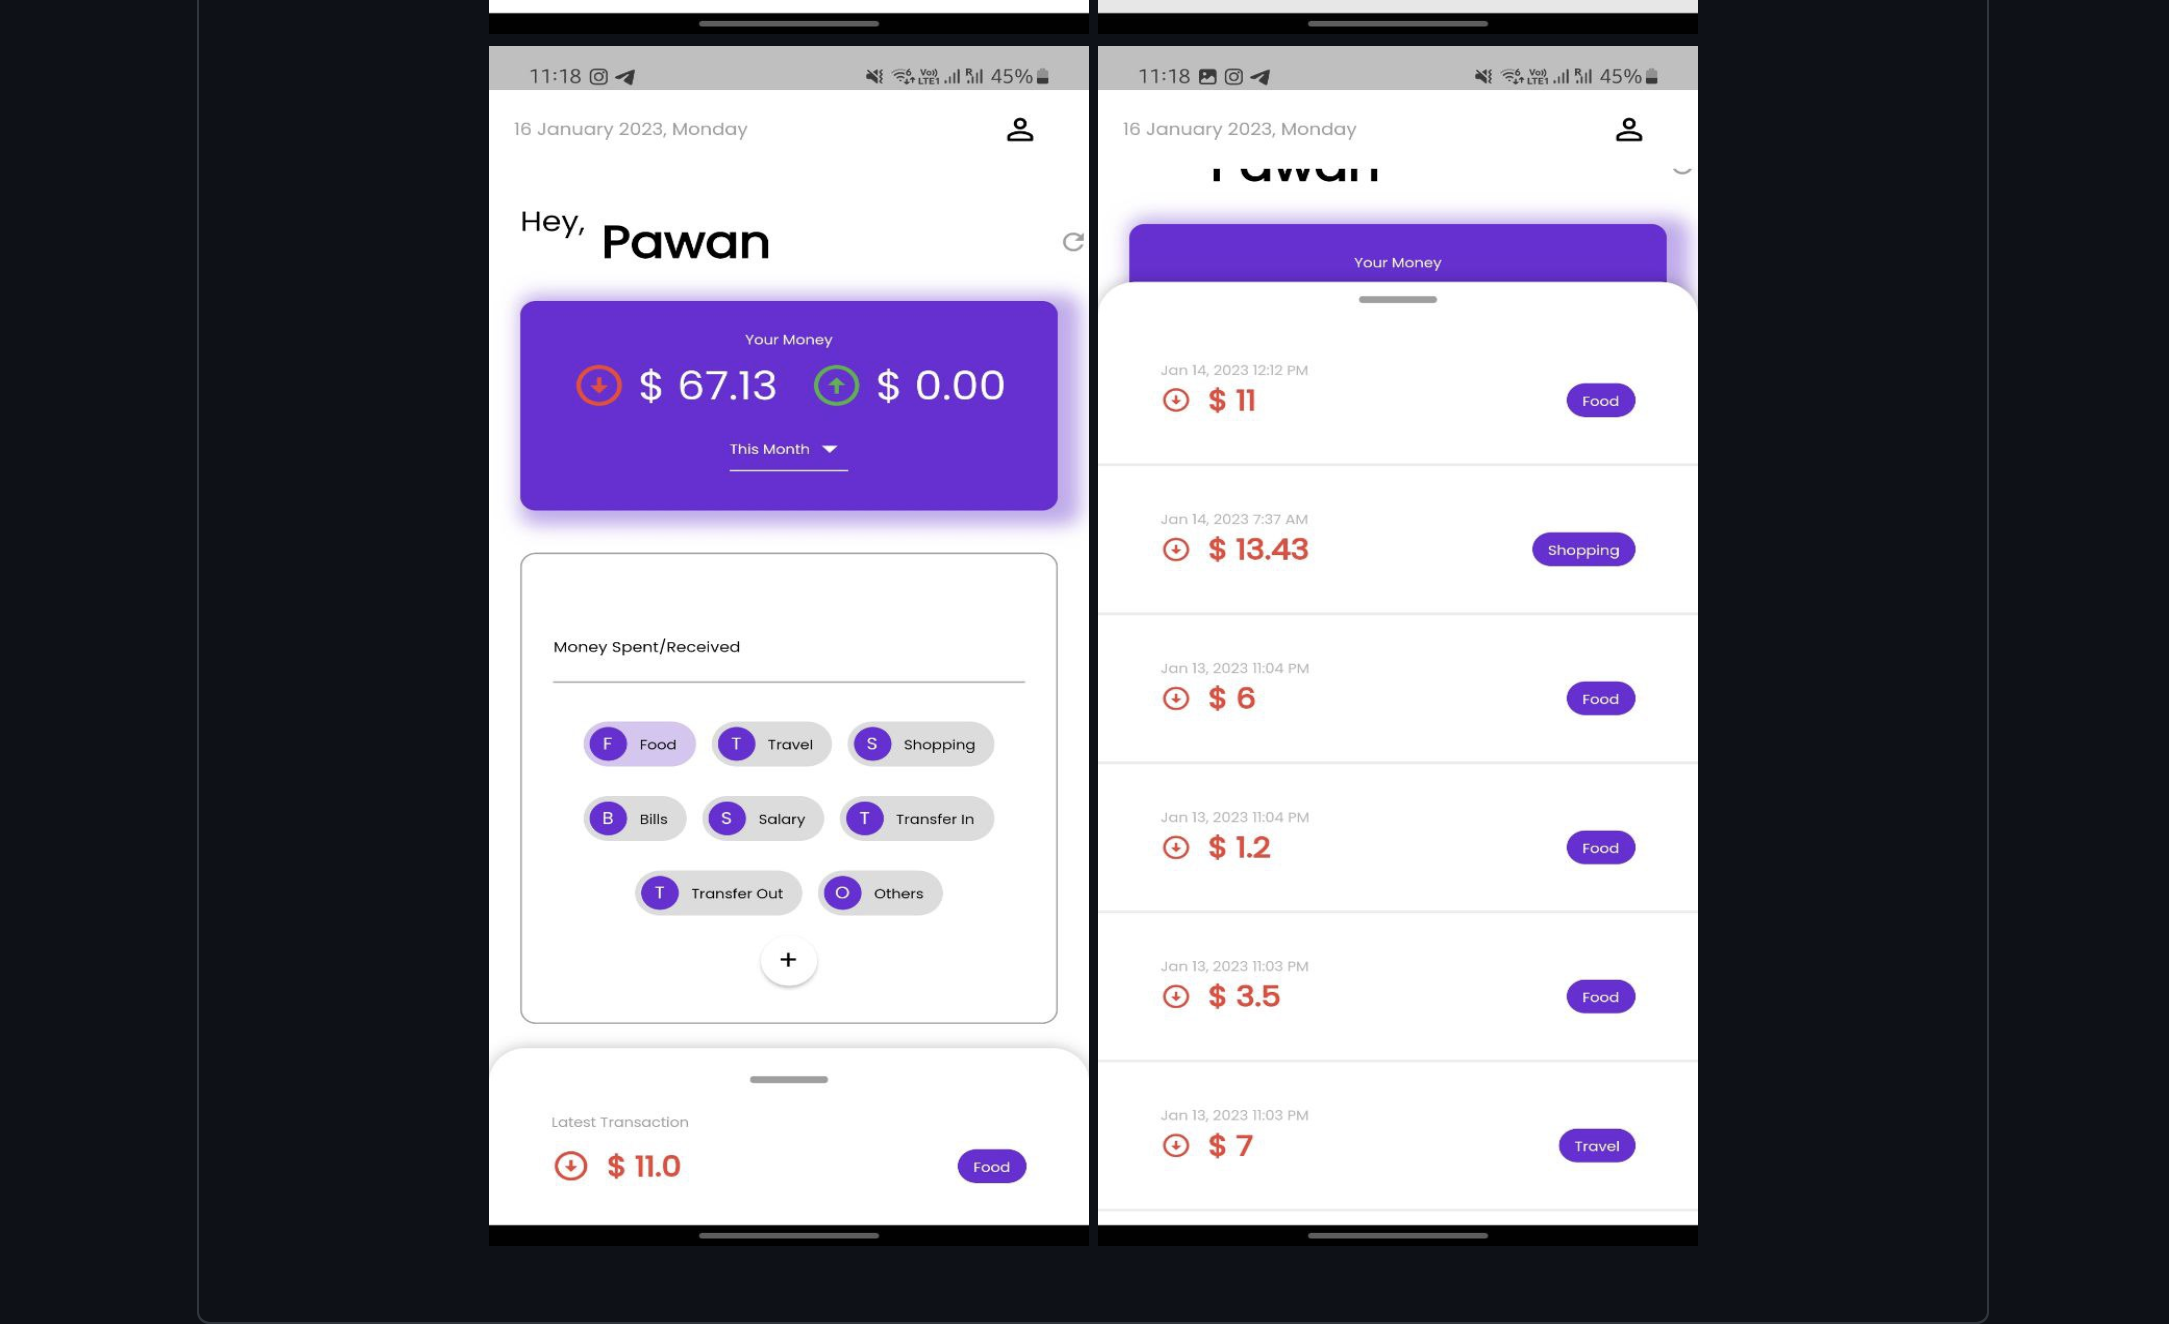 11:18 45%
16 January 2023, Monday
Hey, Pawan
Your Money
$ 67.13 $ 0.00
This Month
Money Spent/Received
F Food T Travel S Shopping
B Bills S Salary T Transfer In
T Transfer Out O Others
+
Latest Transaction
$ 11.0 Food
11:18 45%
16 January 2023, Monday
Pawan
Your Money
Jan 14, 2023 12:12 PM
$ 11 Food
Jan 14, 2023 7:37 AM
$ 13.43 Shopping
Jan 13, 2023 11:04 PM
$ 6 Food
Jan 13, 2023 11:04 PM
$ 1.2 Food
Jan 13, 2023 11:03 PM
$ 3.5 Food
Jan 13, 2023 11:03 PM
$ 7 Travel